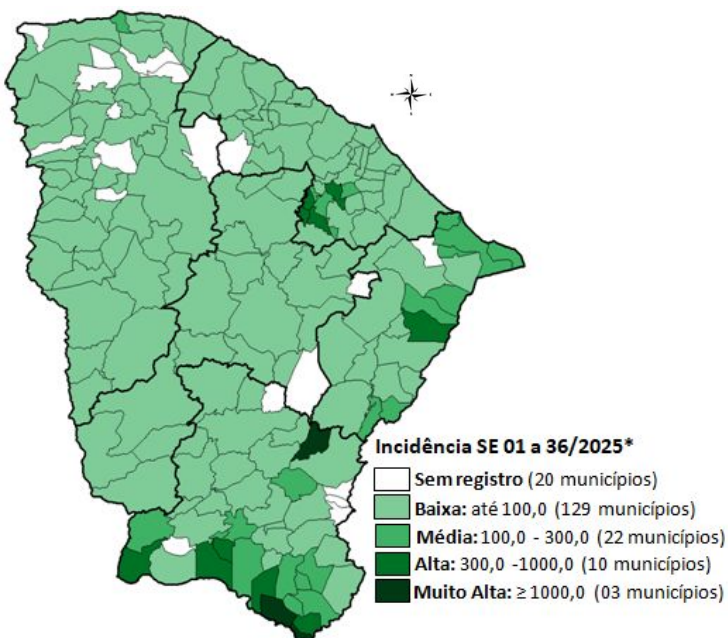 Incidência SE 01 a 36/2025*
Sem registro (20 municípios)
Baixa: até 100,0 (129 municípios)
Média: 100,0 - 300,0 (22 municípios)
Alta: 300,0 -1000,0 (10 municípios)
Muito Alta: ≥ 1000,0 (03 municípios)